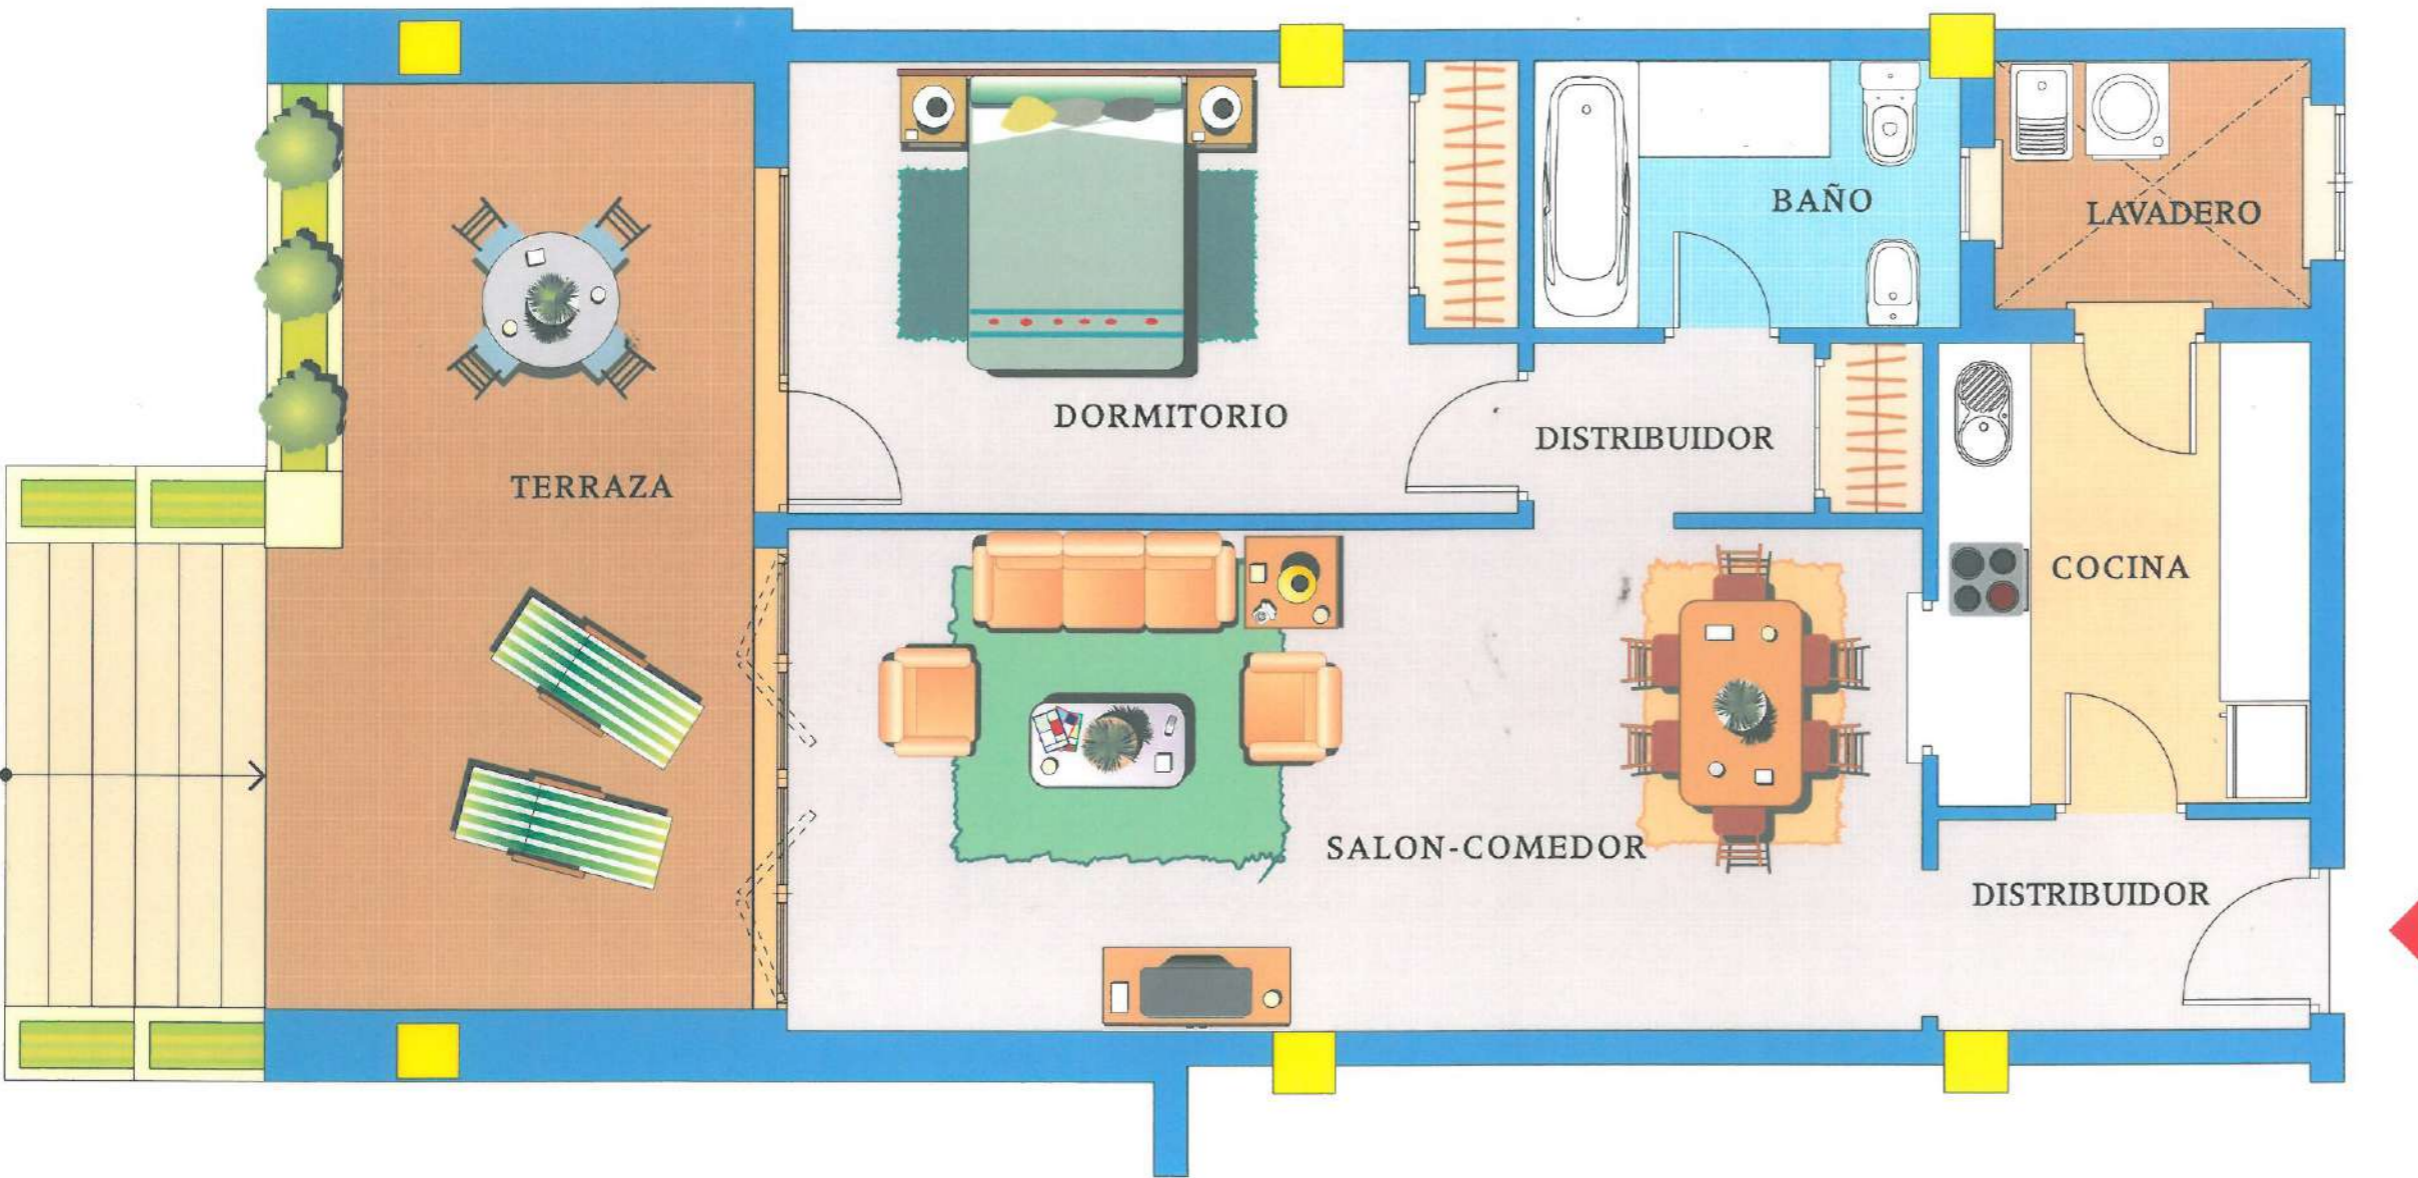 BAÑO
LAVADERO
DORMITORIO
DISTRIBUIDOR
TERRAZA
COCINA
SALON-COMEDOR
DISTRIBUIDOR